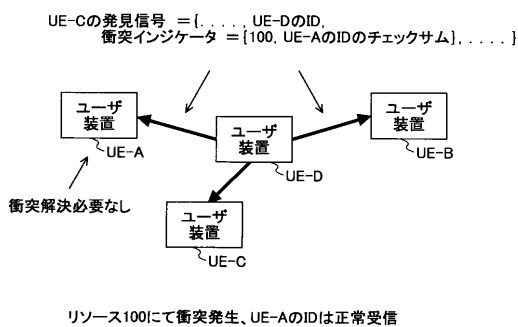 UE-Cの発見信号 ={. . . . . , UE-DのID,
衝突インジケータ ={100, UE-AのIDのチェックサム}, . . . . }
ユーザ
装置
UE-A
ユーザ
装置
UE-D
ユーザ
装置
UE-B
衝突解決必要なし
ユーザ
装置
UE-C
リソース100にて衝突発生、UE-AのIDは正常受信